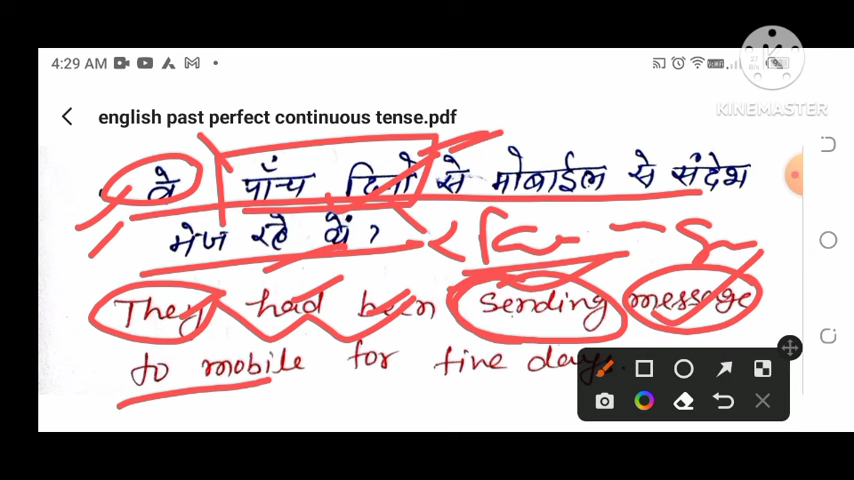 4:29 AM
KINEMASTER
english past perfect continuous tense.pdf
वे पाँच दिनों से मोबाईल से संदेश
भेज रहे थें ?
They had been sending message
to mobile for five days.